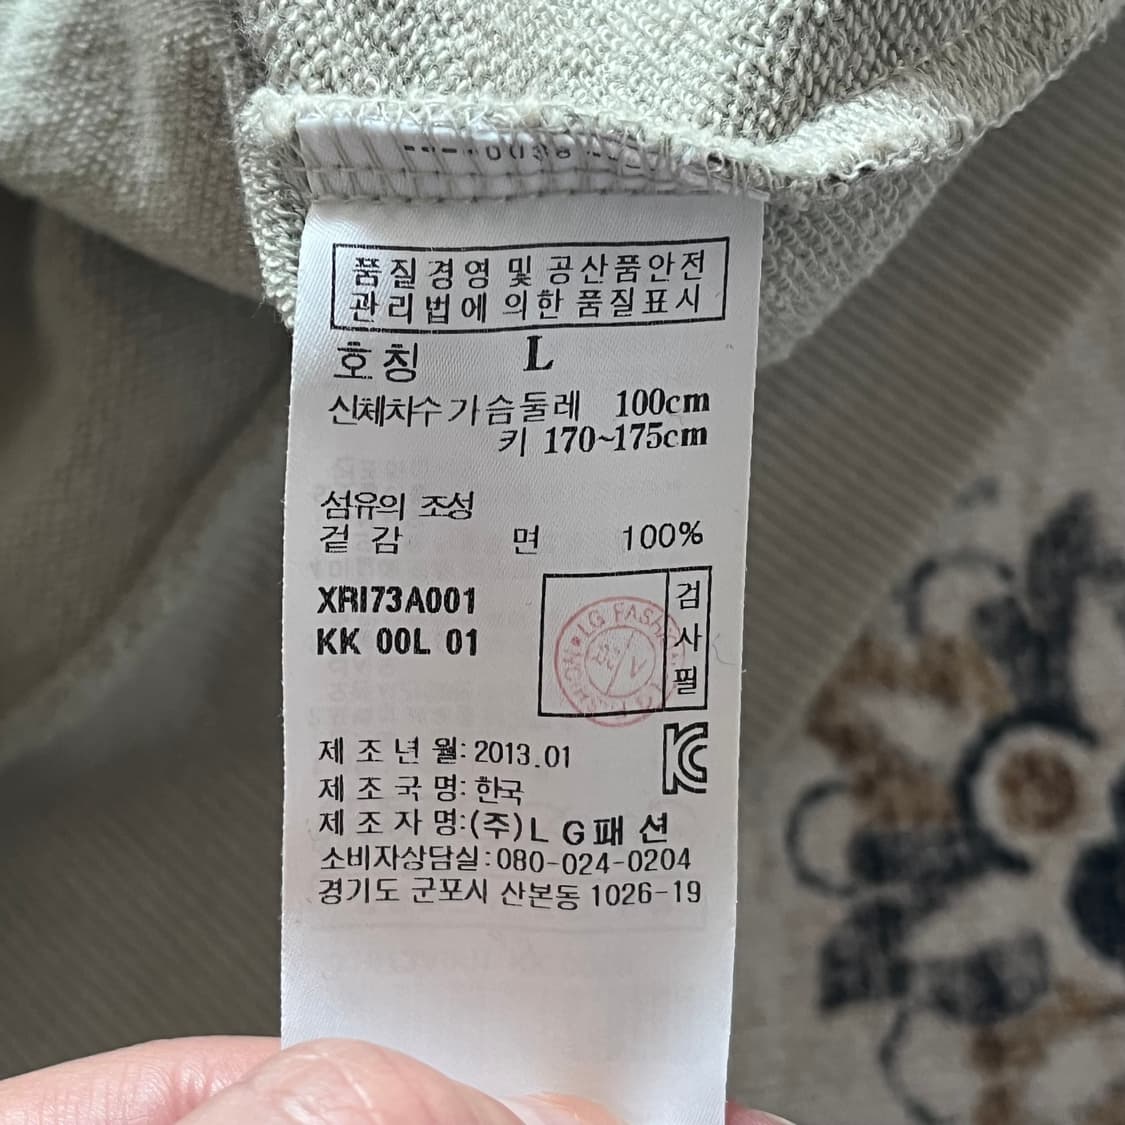 품질경영 및 공산품안전
관리법에 의한 품질표시
호칭 L
신체차수 가슴둘레 100cm
키 170~175cm
섬유의 조성
겉감 면 100%
XRI73A001
KK 00L 01
검사필
LG FASHION
제조년월: 2013.01
제조국명: 한국
제조자명:(주)LG패션
소비자상담실:080-024-0204
경기도 군포시 산본동 1026-19